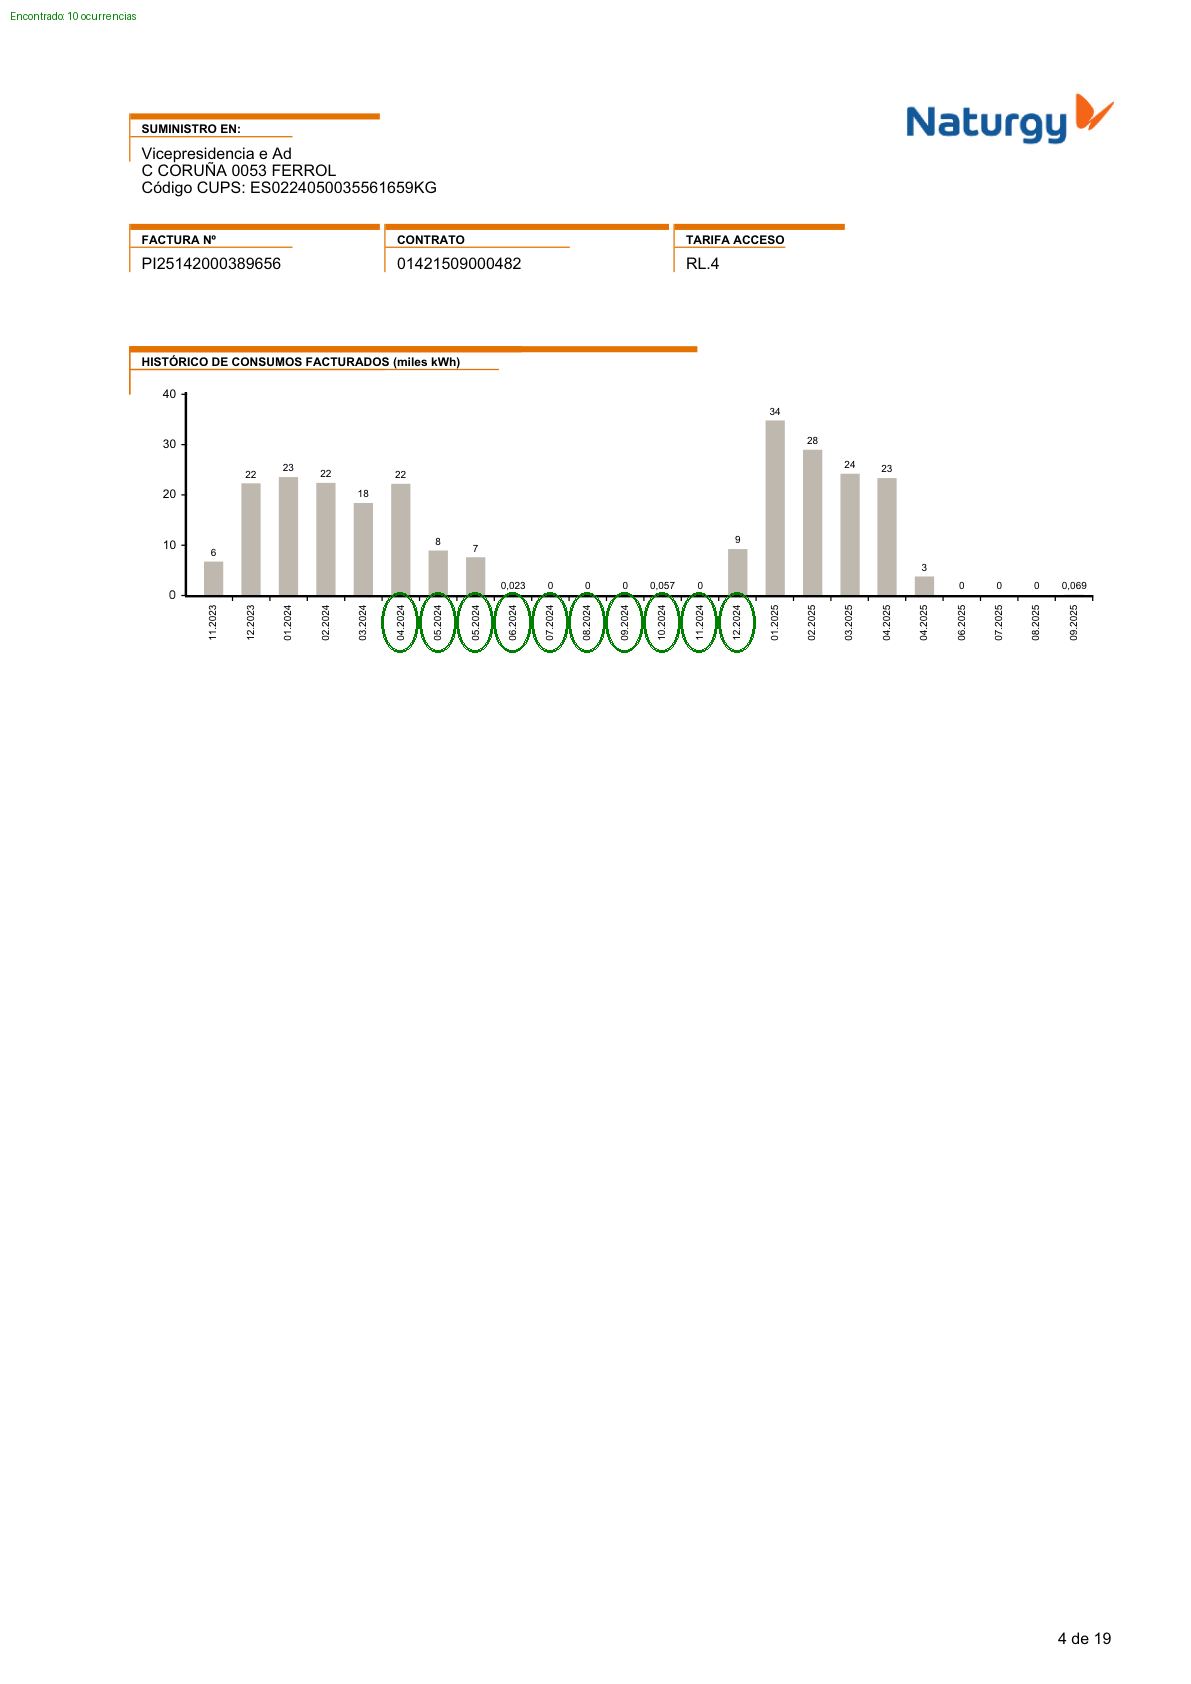 Encontrado: 10 ocurrencias
Naturgy
SUMINISTRO EN:
Vicepresidencia e Ad
C CORUÑA 0053 FERROL
Código CUPS: ES0224050035561659KG
FACTURA Nº CONTRATO TARIFA ACCESO
PI25142000389656 01421509000482 RL.4
HISTÓRICO DE CONSUMOS FACTURADOS (miles kWh)
40
30
20
10
0
6 22 23 22 18 22 8 7 0,023 0 0 0 0,057 0 9 34 28 24 23 3 0 0 0 0,069
11.2023 12.2023 01.2024 02.2024 03.2024 04.2024 05.2024 05.2024 06.2024 07.2024 08.2024 09.2024 10.2024 11.2024 12.2024 01.2025 02.2025 03.2025 04.2025 04.2025 06.2025 07.2025 08.2025 09.2025
4 de 19